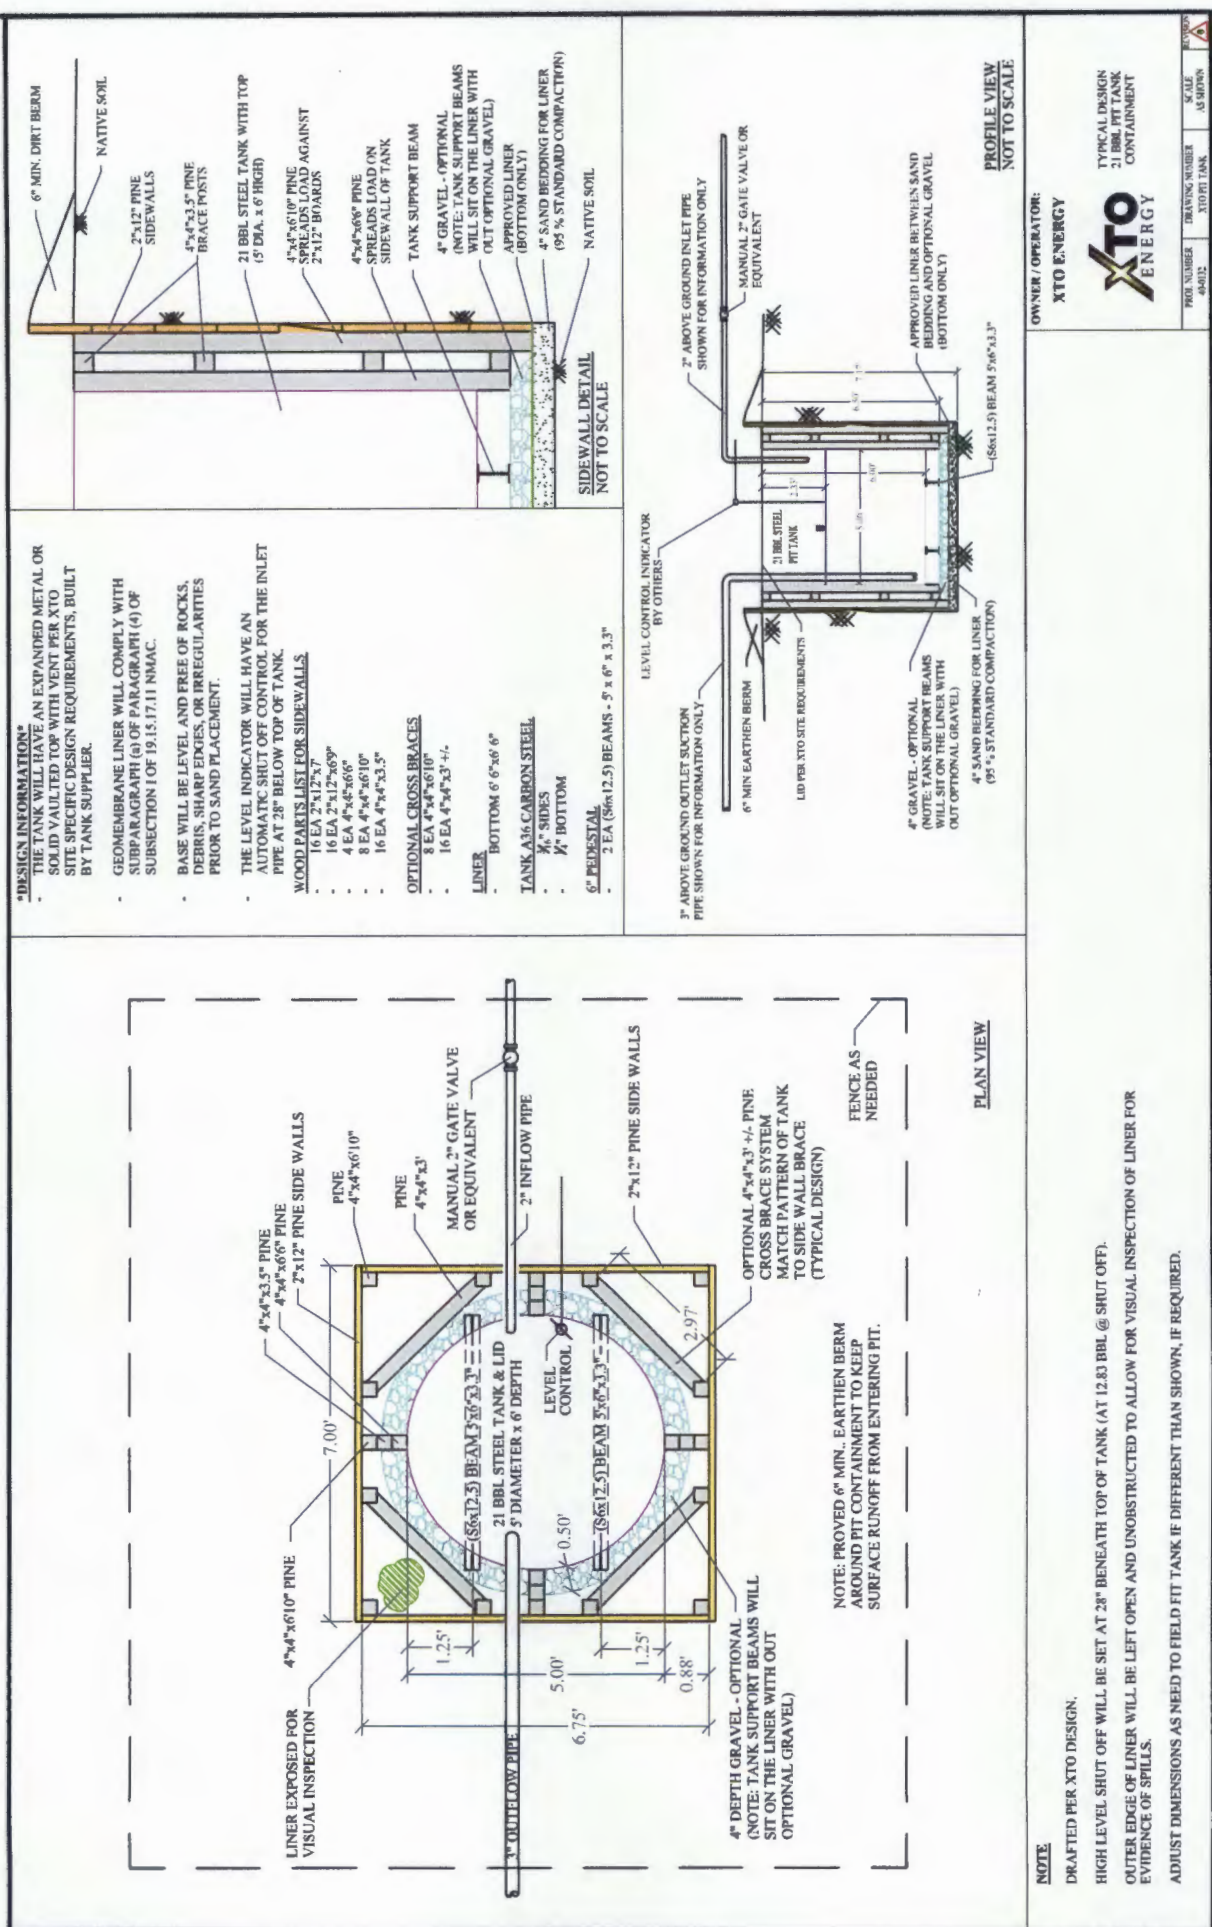 *DESIGN INFORMATION*
- THE TANK WILL HAVE AN EXPANDED METAL OR
SOLID VAULTED TOP WITH VENT PER XTO
SITE SPECIFIC DESIGN REQUIREMENTS, BUILT
BY TANK SUPPLIER.
- GEOMEMBRANE LINER WILL COMPLY WITH
SUBPARAGRAPH (a) OF PARAGRAPH (4) OF
SUBSECTION I OF 19.15.17.11 NMAC.
- BASE WILL BE LEVEL AND FREE OF ROCKS,
DEBRIS, SHARP EDGES, OR IRREGULARITIES
PRIOR TO SAND PLACEMENT.
- THE LEVEL INDICATOR WILL HAVE AN
AUTOMATIC SHUT OFF CONTROL FOR THE INLET
PIPE AT 28" BELOW TOP OF TANK.
WOOD PARTS LIST FOR SIDEWALLS
- 16 EA 2"x12"x7'
- 16 EA 2"x12"x6'9"
- 4 EA 4"x4"x6'6"
- 8 EA 4"x4"x6'10"
- 16 EA 4"x4"x3.5"
OPTIONAL CROSS BRACES
- 8 EA 4"x4"x6'10"
- 16 EA 4"x4"x3' +/-
LINER
- BOTTOM 6' 6"x6' 6"
TANK A36 CARBON STEEL
- SIDES
- BOTTOM
6" PEDESTAL
- 2 EA (S6x12.5) BEAMS - 5' x 6" x 3.3"
6" MIN. DIRT BERM
NATIVE SOIL
2"x12" PINE
SIDEWALLS
4"x4"x3.5" PINE
BRACE POSTS
21 BBL STEEL TANK WITH TOP
(5' DIA. x 6' HIGH)
4"x4"x6'10" PINE
SPREADS LOAD AGAINST
2"x12" BOARDS
4"x4"x6'6" PINE
SPREADS LOAD ON
SIDEWALL OF TANK
TANK SUPPORT BEAM
4" GRAVEL - OPTIONAL
(NOTE: TANK SUPPORT BEAMS
WILL SIT ON THE LINER WITH
OUT OPTIONAL GRAVEL)
APPROVED LINER
(BOTTOM ONLY)
4" SAND BEDDING FOR LINER
(95 % STANDARD COMPACTION)
NATIVE SOIL
SIDEWALL DETAIL
NOT TO SCALE
LINER EXPOSED FOR
VISUAL INSPECTION
4"x4"x6'10" PINE
4"x4"x3.5" PINE
4"x4"x6'6" PINE
2"x12" PINE SIDE WALLS
PINE
4"x4"x6'10"
PINE
4"x4"x3'
MANUAL 2" GATE VALVE
OR EQUIVALENT
7.00'
1.25'
5.00'
6.75'
1.25'
0.88'
0.50'
2.97'
(S6x12.5) BEAM 5'x6"x3.3"
21 BBL STEEL TANK & LID
5' DIAMETER x 6' DEPTH
LEVEL
CONTROL
(S6x12.5) BEAM 5'x6"x3.3"
3" OUTFLOW PIPE
2" INFLOW PIPE
2"x12" PINE SIDE WALLS
4" DEPTH GRAVEL - OPTIONAL
(NOTE: TANK SUPPORT BEAMS WILL
SIT ON THE LINER WITH OUT
OPTIONAL GRAVEL)
OPTIONAL 4"x4"x3' +/- PINE
CROSS BRACE SYSTEM
MATCH PATTERN OF TANK
TO SIDE WALL BRACE
(TYPICAL DESIGN)
NOTE: PROVED 6" MIN.. EARTHEN BERM
AROUND PIT CONTAINMENT TO KEEP
SURFACE RUNOFF FROM ENTERING PIT.
FENCE AS
NEEDED
PLAN VIEW
3" ABOVE GROUND OUTLET SUCTION
PIPE SHOWN FOR INFORMATION ONLY
LEVEL CONTROL INDICATOR
BY OTHERS
2" ABOVE GROUND INLET PIPE
SHOWN FOR INFORMATION ONLY
MANUAL 2" GATE VALVE OR
EQUIVALENT
6" MIN EARTHEN BERM
LID PER XTO SITE REQUIREMENTS
21 BBL STEEL
PIT TANK
2.33'
5.00'
6.00'
6.50'
4" GRAVEL - OPTIONAL
(NOTE: TANK SUPPORT BEAMS
WILL SIT ON THE LINER WITH
OUT OPTIONAL GRAVEL)
4" SAND BEDDING FOR LINER
(95 % STANDARD COMPACTION)
APPROVED LINER BETWEEN SAND
BEDDING AND OPTIONAL GRAVEL
(BOTTOM ONLY)
(S6x12.5) BEAM 5'x6"x3.3"
PROFILE VIEW
NOT TO SCALE
NOTE
DRAFTED PER XTO DESIGN.
HIGH LEVEL SHUT OFF WILL BE SET AT 28" BENEATH TOP OF TANK (AT 12.83 BBL @ SHUT OFF).
OUTER EDGE OF LINER WILL BE LEFT OPEN AND UNOBSTRUCTED TO ALLOW FOR VISUAL INSPECTION OF LINER FOR
EVIDENCE OF SPILLS.
ADJUST DIMENSIONS AS NEED TO FIELD FIT TANK IF DIFFERENT THAN SHOWN, IF REQUIRED.
OWNER / OPERATOR:
XTO ENERGY
XTO
ENERGY
TYPICAL DESIGN
21 BBL PIT TANK
CONTAINMENT
PROJ. NUMBER
DRAWING NUMBER
XTO PIT TANK
SCALE
AS SHOWN
REVISION